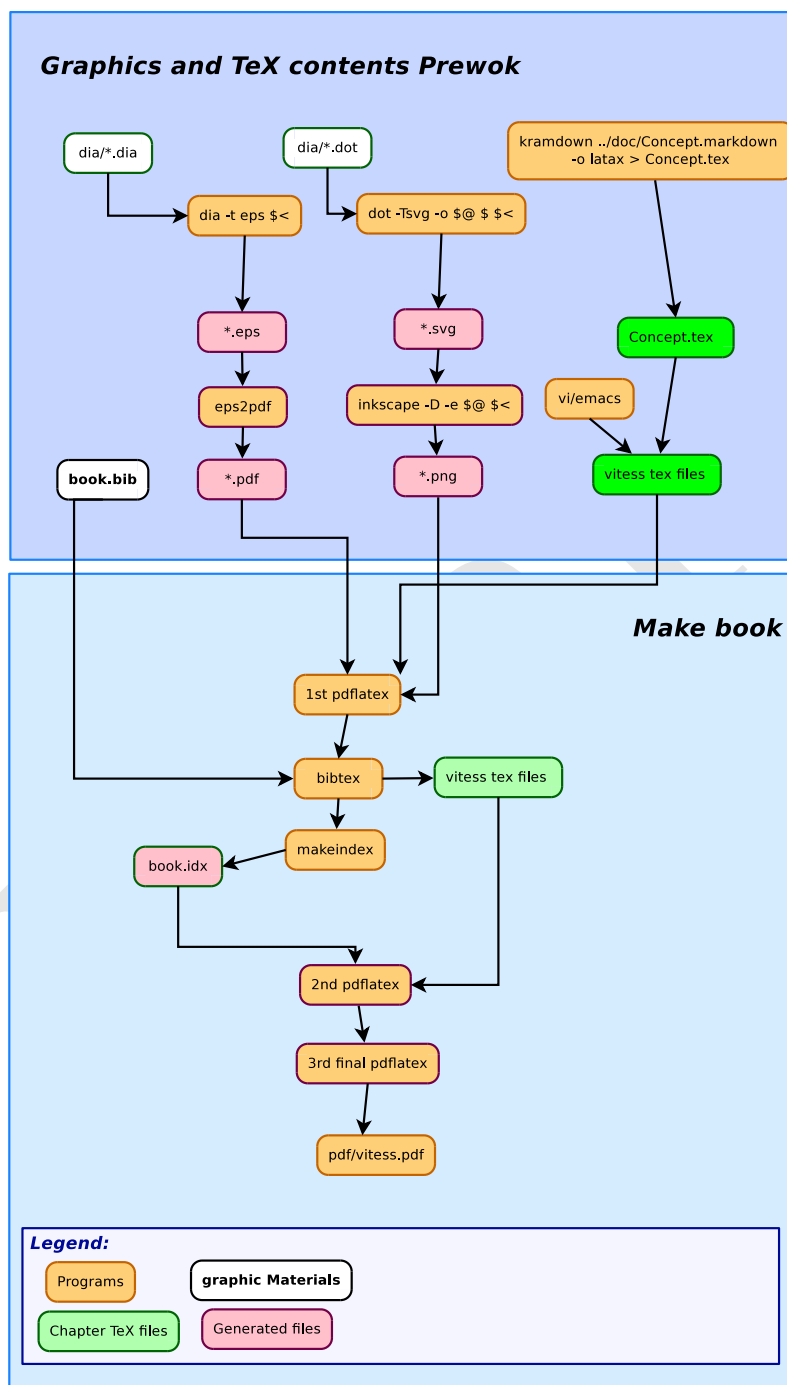 Graphics and TeX contents Prewok
dia/*.dia
dia/*.dot
kramdown ../doc/Concept.markdown
-o latax > Concept.tex
dia -t eps $<
dot -Tsvg -o $@ $ $<
*.eps
*.svg
Concept.tex
eps2pdf
inkscape -D -e $@ $<
vi/emacs
book.bib
*.pdf
*.png
vitess tex files
Make book
1st pdflatex
bibtex
vitess tex files
makeindex
book.idx
2nd pdflatex
3rd final pdflatex
pdf/vitess.pdf
Legend:
Programs
graphic Materials
Chapter TeX files
Generated files